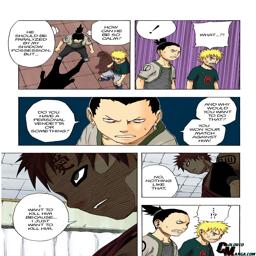 WHAT...?!
HOW
CAN HE
BE SO
CALM?
HE
SHOULD BE
PARALYZED
BY MY
SHADOW
POSSESSION,
BUT...
AND WHY
WOULD YOU
WANT TO
DO THAT?
YOU
WON YOUR
MATCH
AGAINST
HIM!
DO YOU
HAVE A
PERSONAL
VENDETTA
OR
SOMETHING?
NO,
NOTHING
LIKE
THAT.
I
WANT TO
KILL HIM
BECAUSE...
I JUST
WANT TO
KILL HIM.
!?
COLORED
MANGA.COM